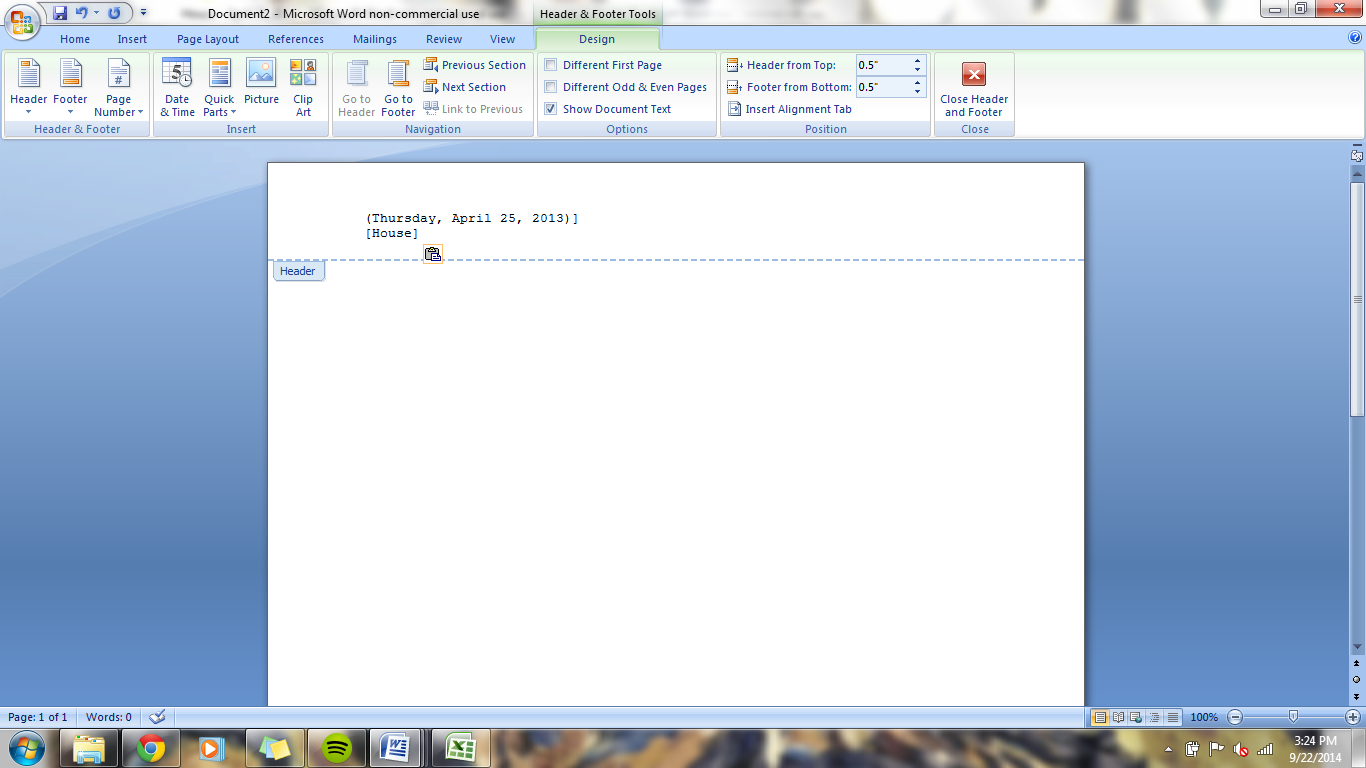 Document2 - Microsoft Word non-commercial use
Header & Footer Tools
Home Insert Page Layout References Mailings Review View Design
Header
Footer
Page Number
Header & Footer
Date & Time
Quick Parts
Picture
Clip Art
Insert
Go to Header
Go to Footer
Previous Section
Next Section
Link to Previous
Navigation
Different First Page
Different Odd & Even Pages
Show Document Text
Options
Header from Top: 0.5"
Footer from Bottom: 0.5"
Insert Alignment Tab
Position
Close Header and Footer
Close
(Thursday, April 25, 2013)]
[House]
Header
Page: 1 of 1 Words: 0 100%
3:24 PM
9/22/2014